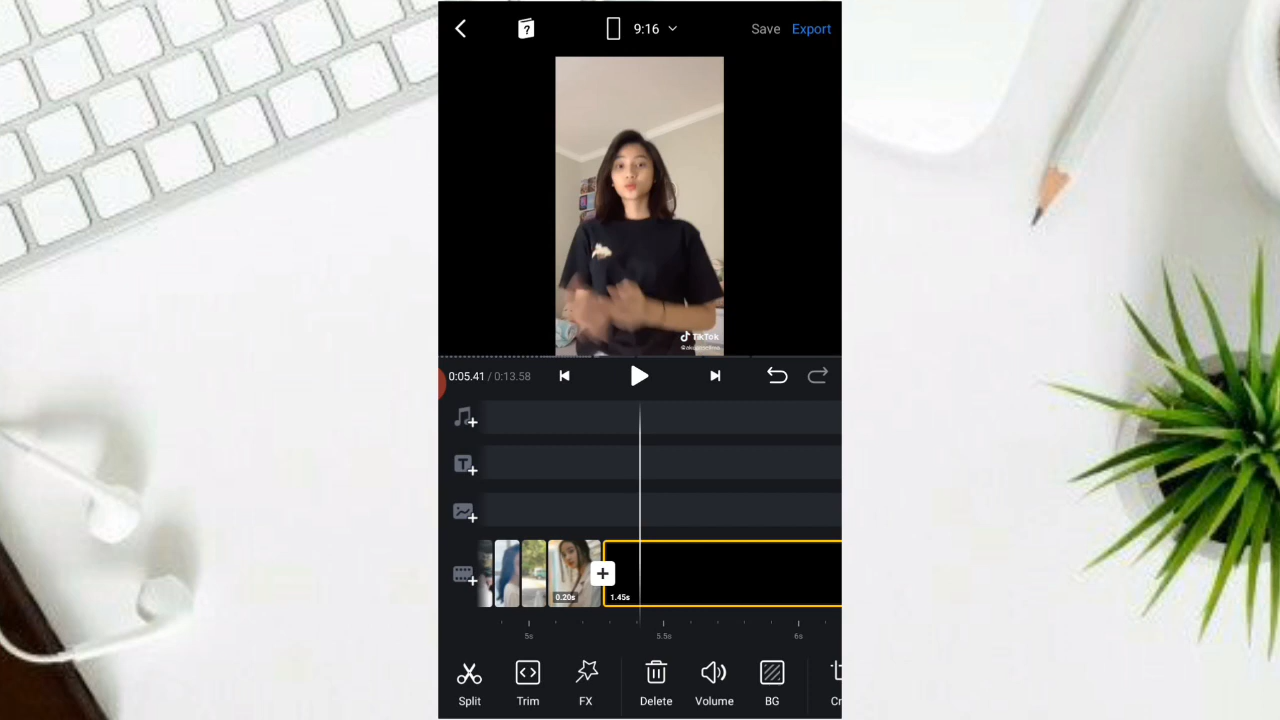 9:16
Save
Export
TikTok
0:05.41 / 0:13.58
T
0.20s
1.45s
5s
5.5s
6s
Split
Trim
FX
Delete
Volume
BG